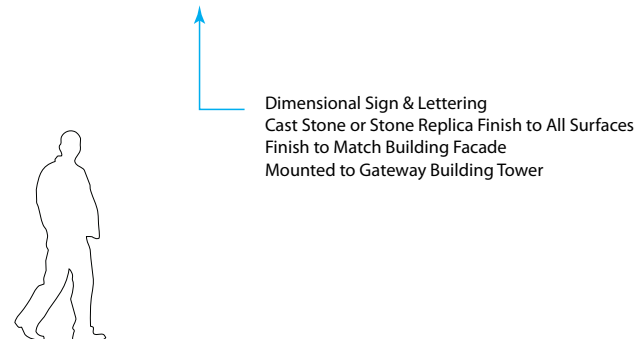 Dimensional Sign & Lettering
Cast Stone or Stone Replica Finish to All Surfaces
Finish to Match Building Facade
Mounted to Gateway Building Tower